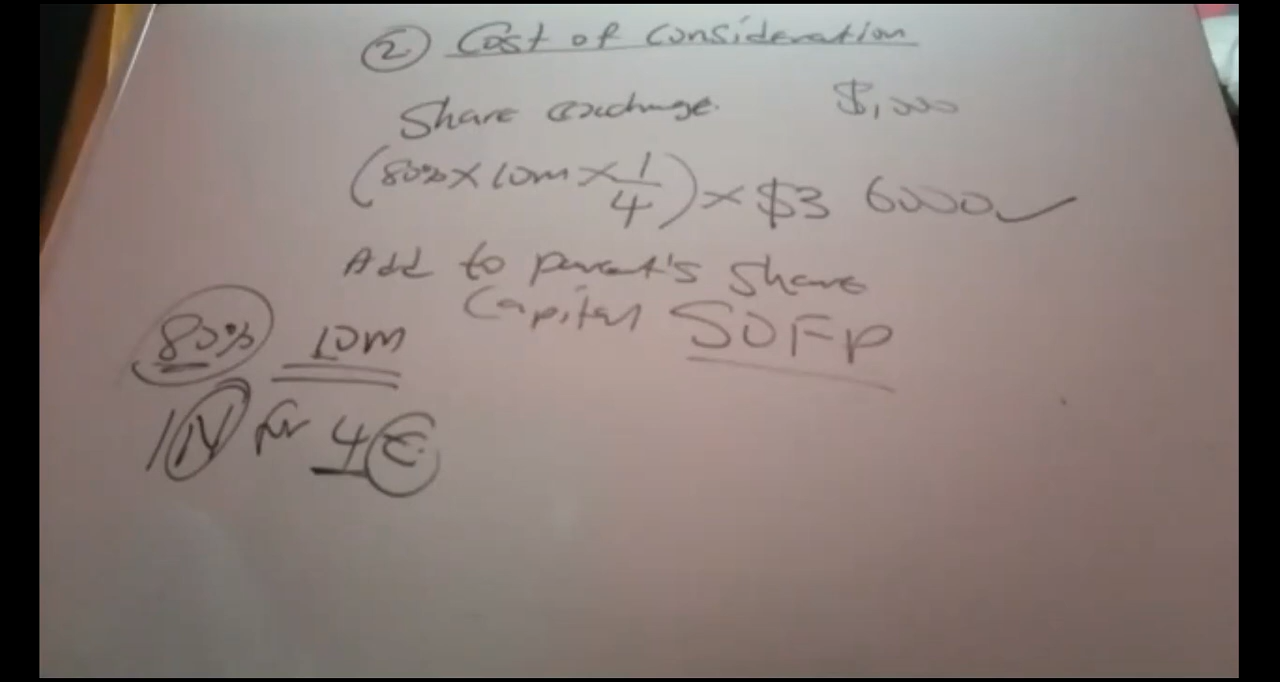 ② Cost of Consideration
Share exchange. $,000
(80% × 10m × 1/4) × $3 6000 ✓
Add to parent's share
Capital SOFP
80% 10m
1N for 4E